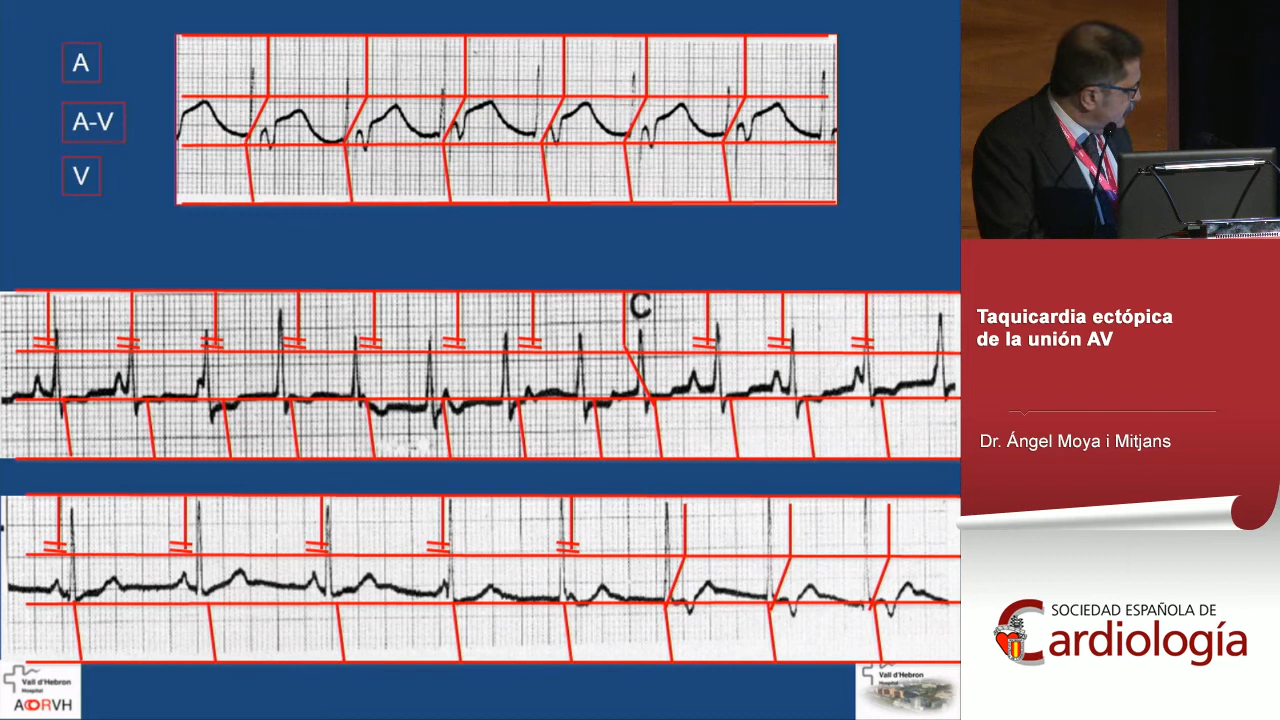 A
A-V
V
C
Taquicardia ectópica
de la unión AV
Dr. Ángel Moya i Mitjans
SOCIEDAD ESPAÑOLA DE
Cardiología
Vall d'Hebron
Hospital
ACORVH
Vall d'Hebron
Hospital